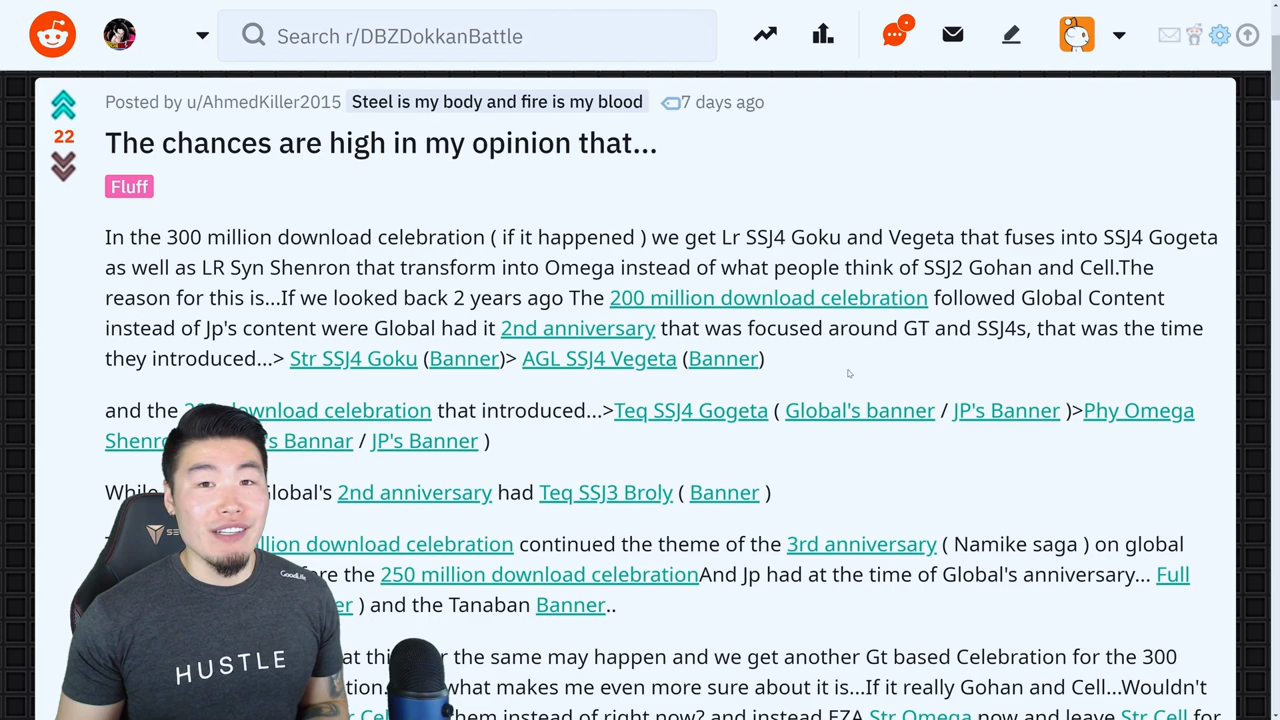 Search r/DBZDokkanBattle
Posted by u/AhmedKiller2015 Steel is my body and fire is my blood 7 days ago
22
The chances are high in my opinion that...
Fluff
In the 300 million download celebration ( if it happened ) we get Lr SSJ4 Goku and Vegeta that fuses into SSJ4 Gogeta
as well as LR Syn Shenron that transform into Omega instead of what people think of SSJ2 Gohan and Cell.The
reason for this is...If we looked back 2 years ago The 200 million download celebration followed Global Content
instead of Jp's content were Global had it 2nd anniversary that was focused around GT and SSJ4s, that was the time
they introduced...> Str SSJ4 Goku (Banner)> AGL SSJ4 Vegeta (Banner)
and the download celebration that introduced...>Teq SSJ4 Gogeta ( Global's banner / JP's Banner )>Phy Omega
Bannar / JP's Banner )
Global's 2nd anniversary had Teq SSJ3 Broly ( Banner )
download celebration continued the theme of the 3rd anniversary ( Namike saga ) on global
the 250 million download celebrationAnd Jp had at the time of Global's anniversary... Full
) and the Tanaban Banner..
the same may happen and we get another Gt based Celebration for the 300
what makes me even more sure about it is...If it really Gohan and Cell...Wouldn't
them instead of right now? and instead EZA Str Omega now and leave Str Cell for
GoodLife
HUSTLE